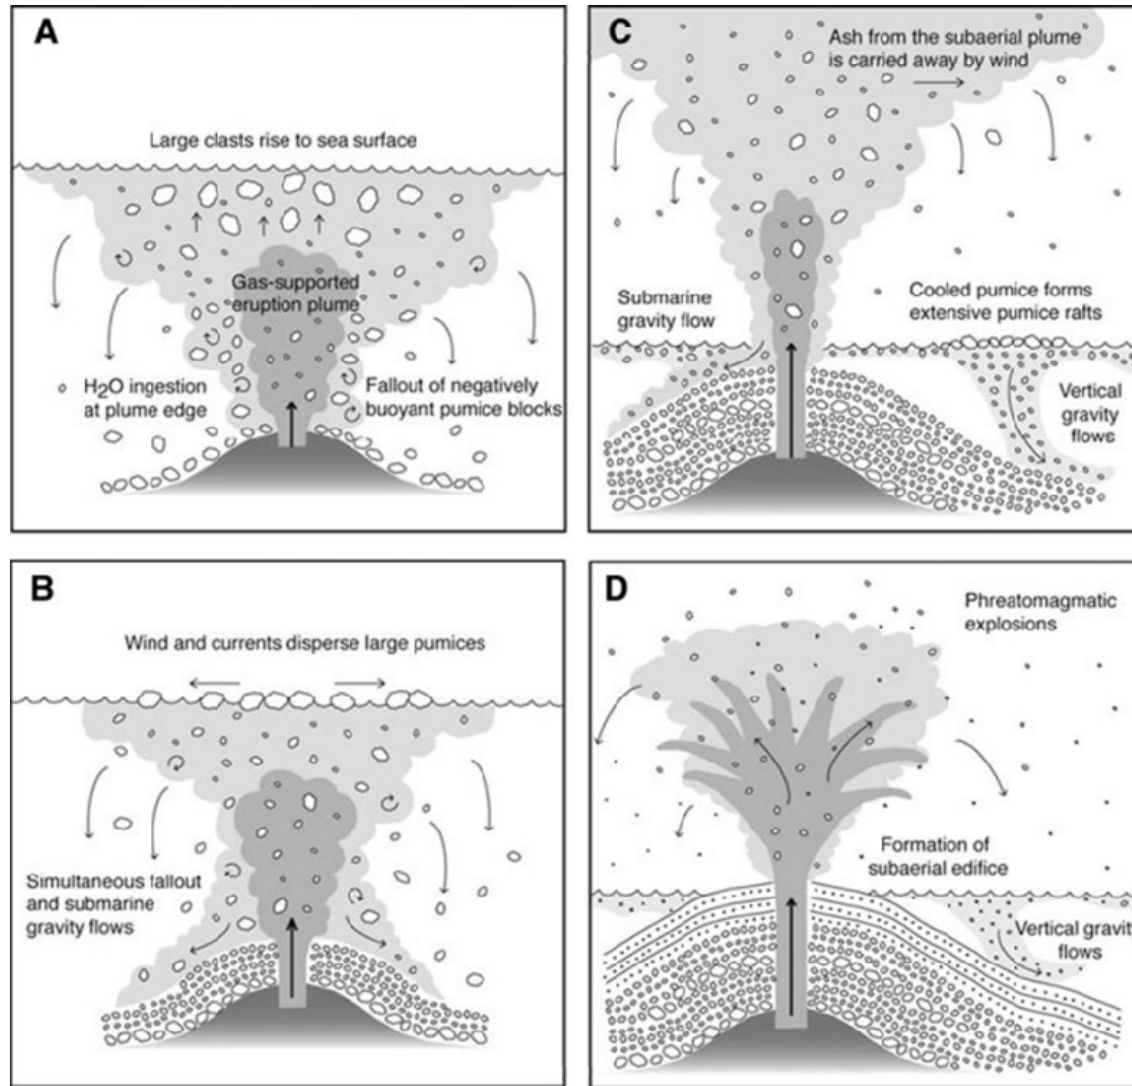 A
Large clasts rise to sea surface
Gas-supported
eruption plume
H₂O ingestion
at plume edge
Fallout of negatively
buoyant pumice blocks
B
Wind and currents disperse large pumices
Simultaneous fallout
and submarine
gravity flows
C
Ash from the subaerial plume
is carried away by wind
Submarine
gravity flow
Cooled pumice forms
extensive pumice rafts
Vertical
gravity
flows
D
Phreatomagmatic
explosions
Formation of
subaerial edifice
Vertical gravity
flows